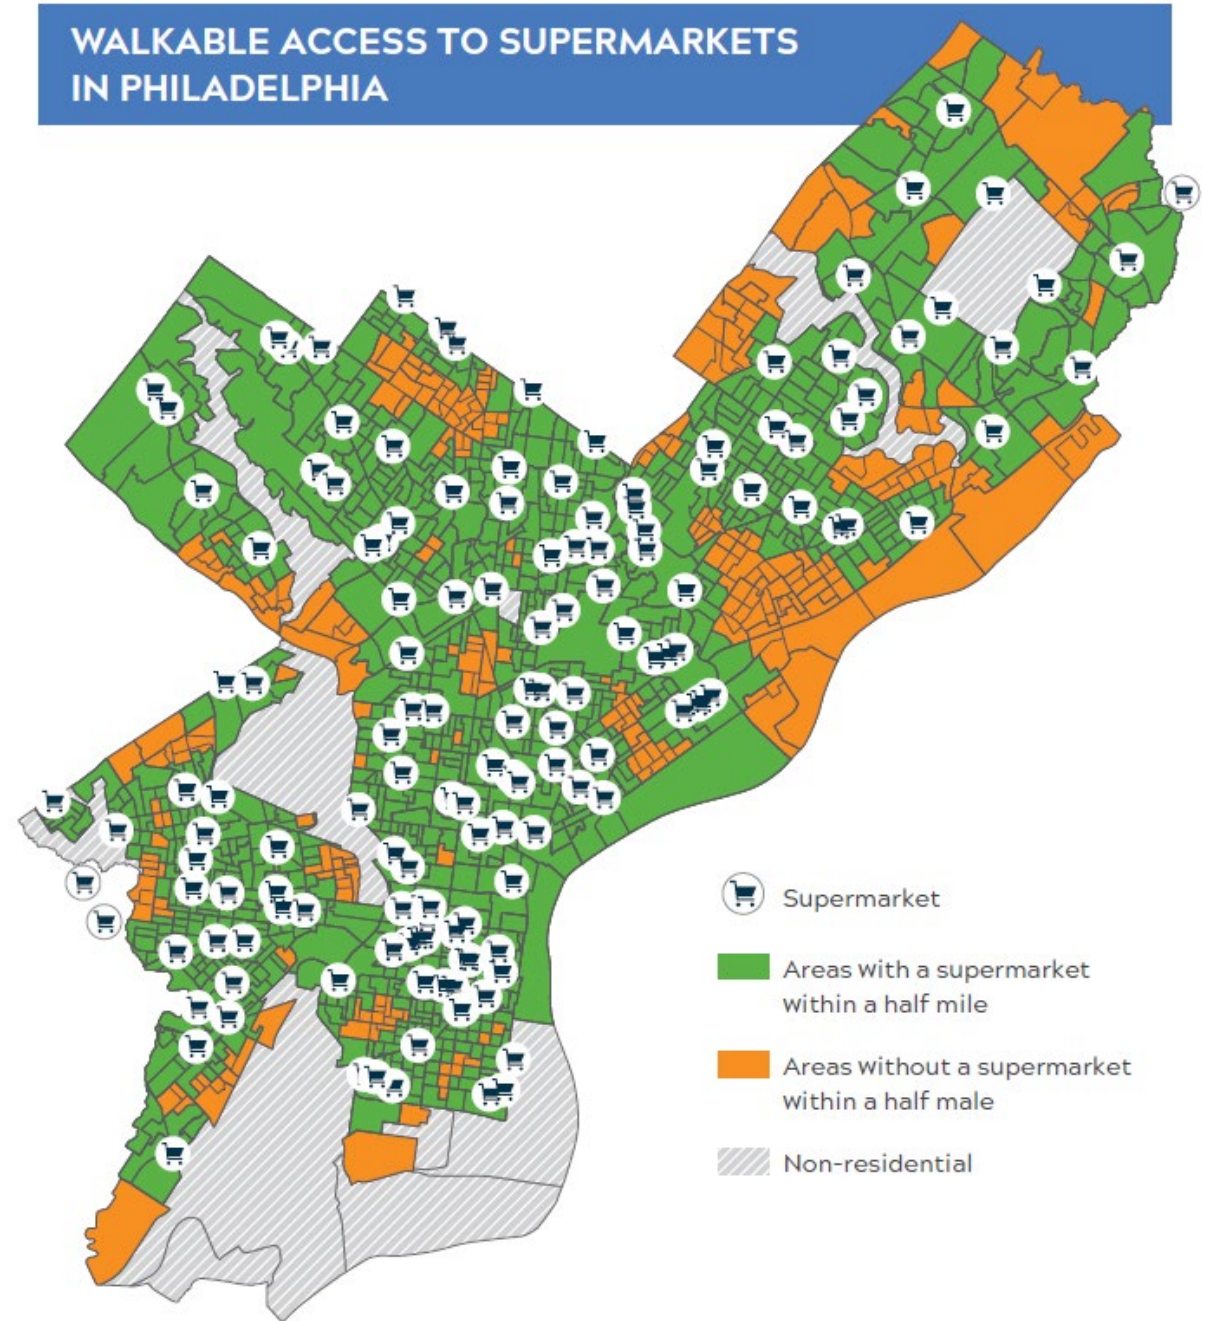 WALKABLE ACCESS TO SUPERMARKETS
IN PHILADELPHIA
Supermarket
Areas with a supermarket
within a half mile
Areas without a supermarket
within a half male
Non-residential